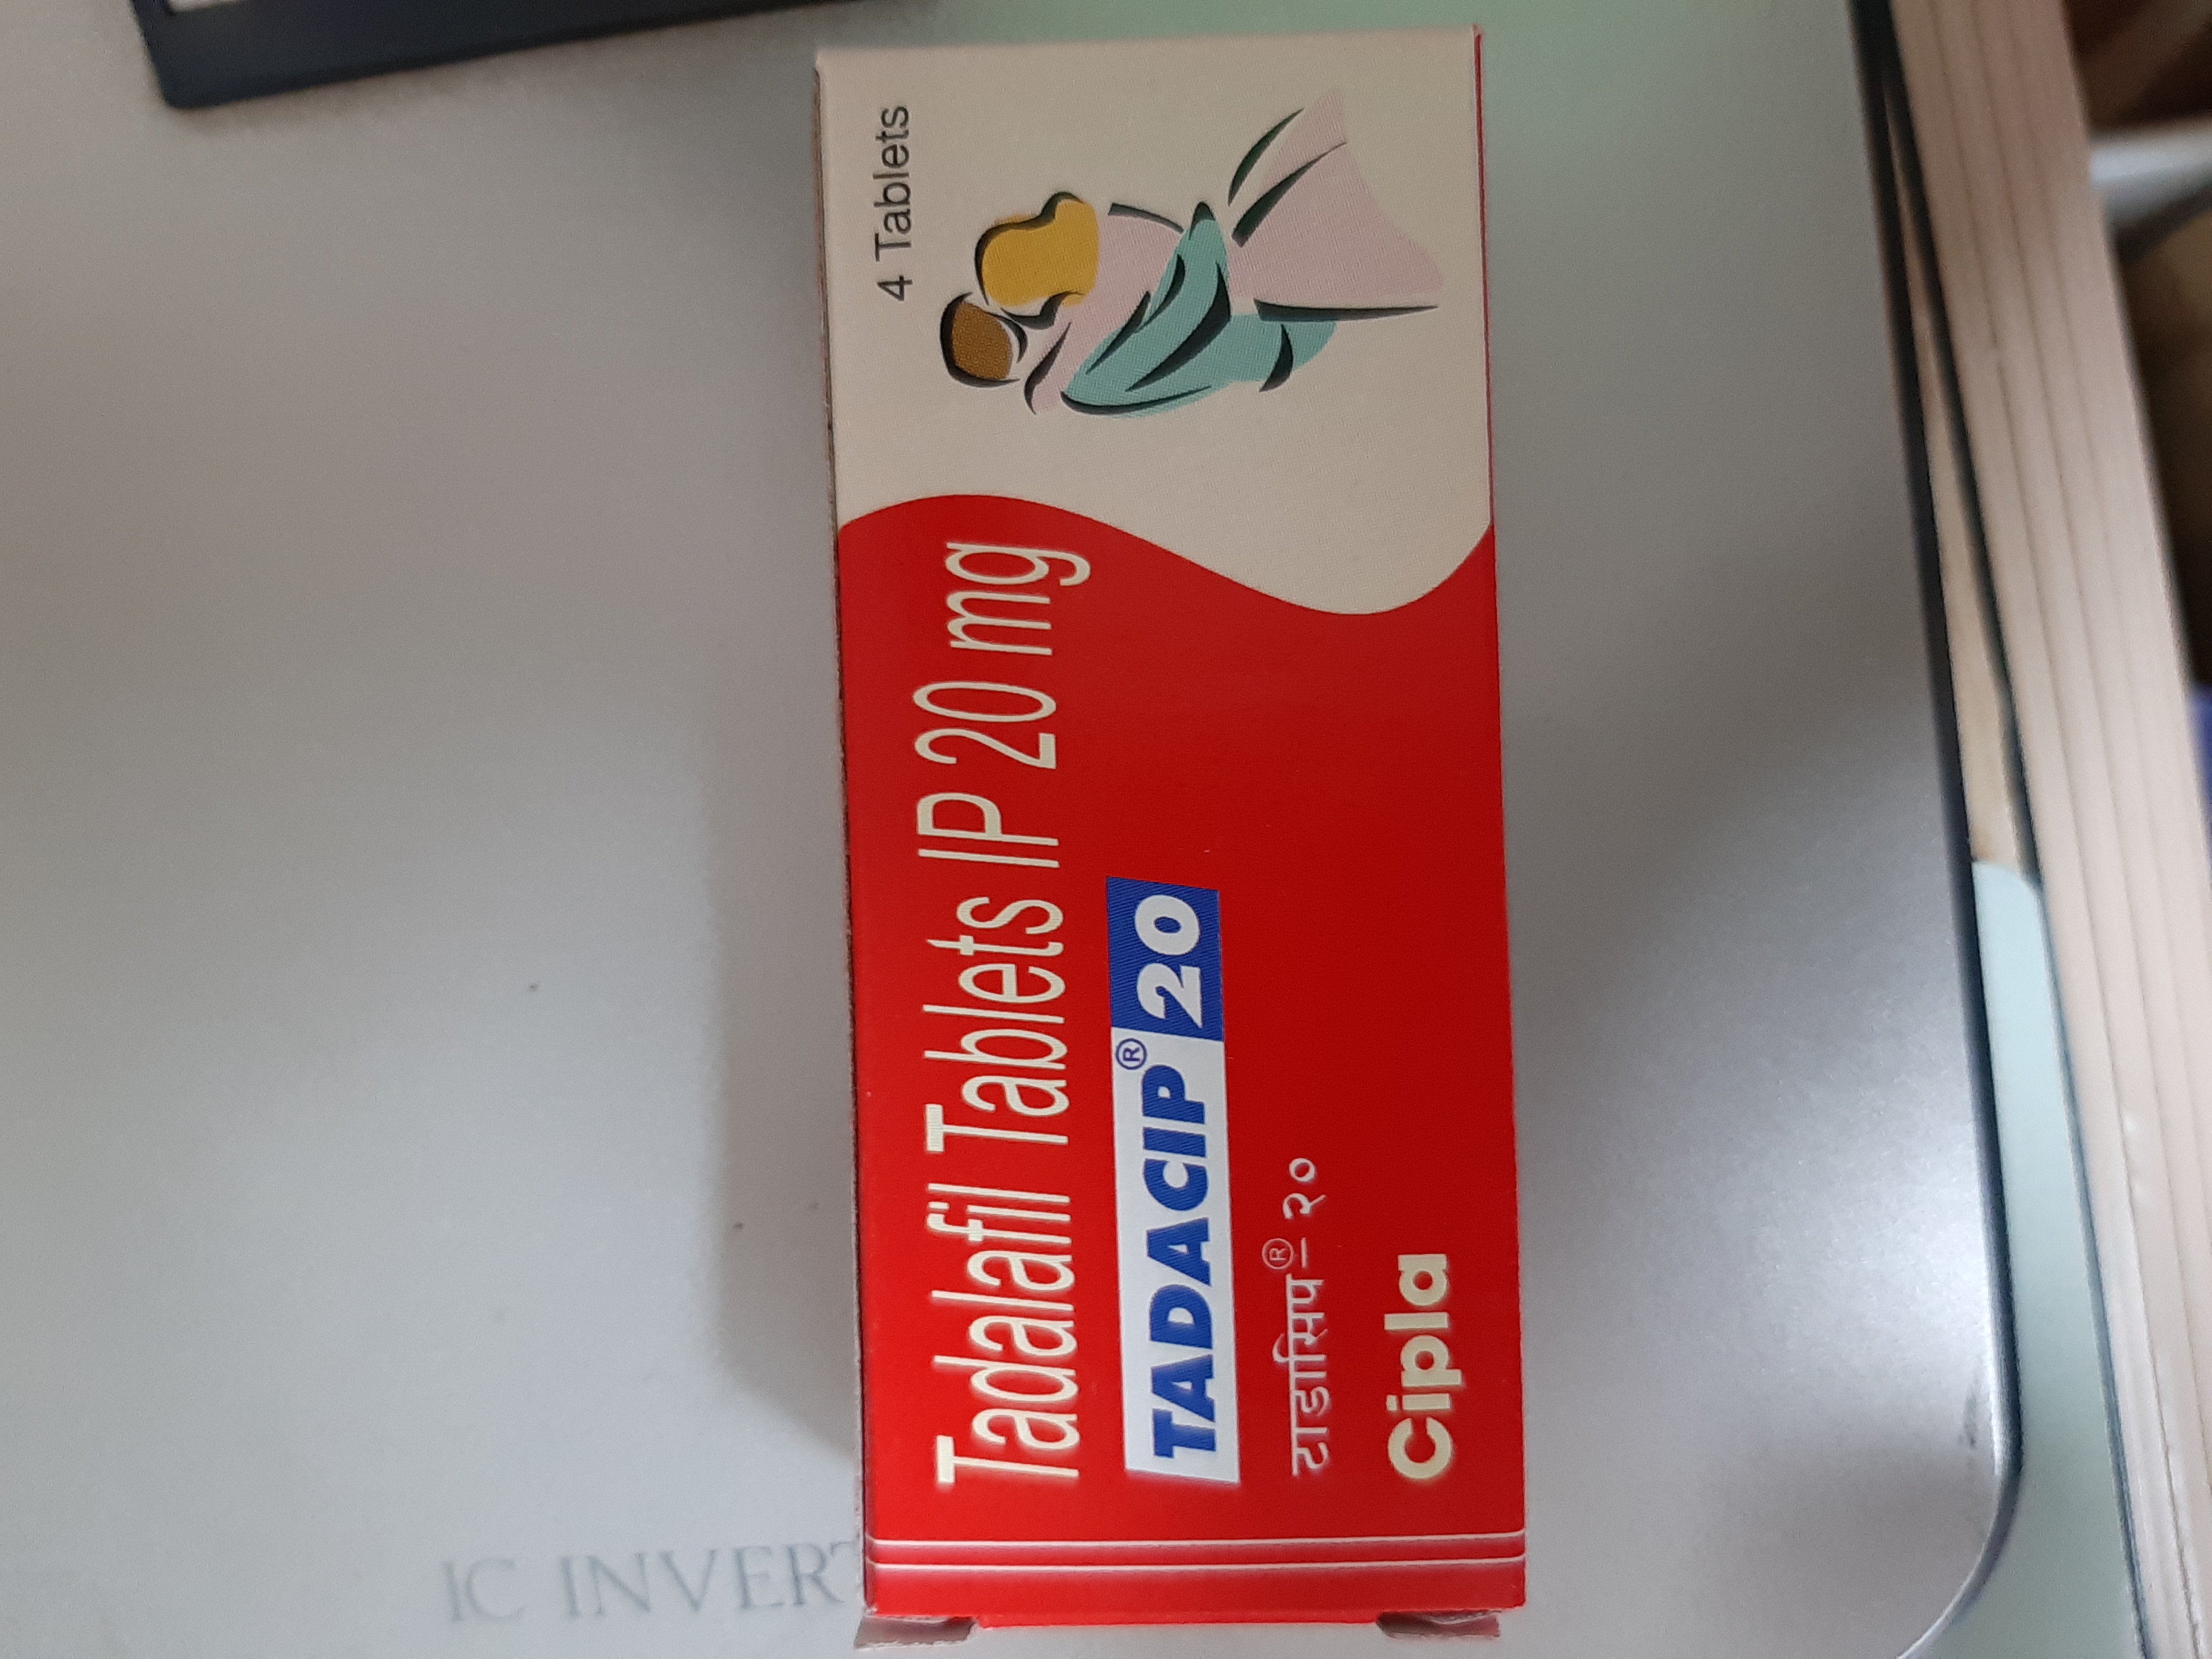 4 Tablets
Tadalafil Tablets IP 20 mg
TADACIP® 20
टाडासिप®-२०
Cipla
IC INVERT